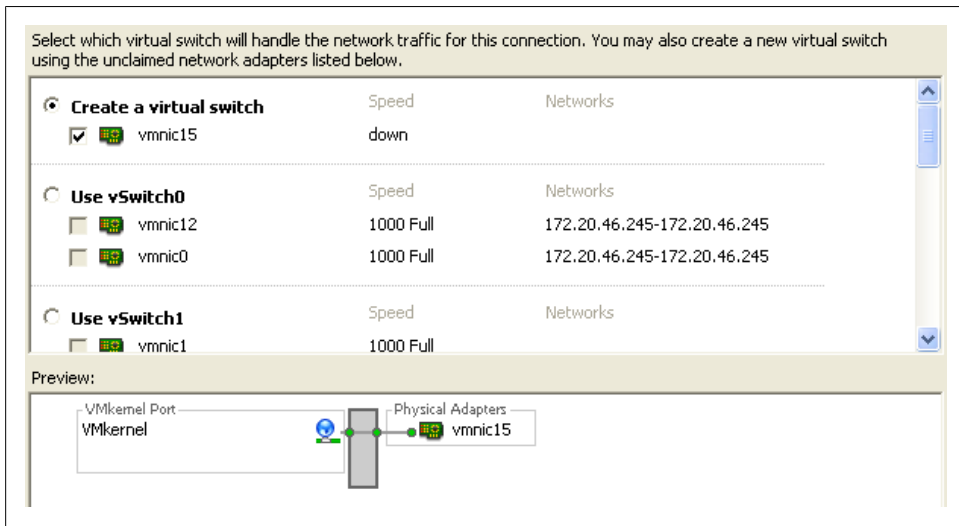 Select which virtual switch will handle the network traffic for this connection. You may also create a new virtual switch
using the unclaimed network adapters listed below.
Create a virtual switch Speed Networks
vmnic15 down
Use vSwitch0 Speed Networks
vmnic12 1000 Full 172.20.46.245-172.20.46.245
vmnic0 1000 Full 172.20.46.245-172.20.46.245
Use vSwitch1 Speed Networks
vmnic1 1000 Full
Preview:
VMkernel Port Physical Adapters
VMkernel vmnic15